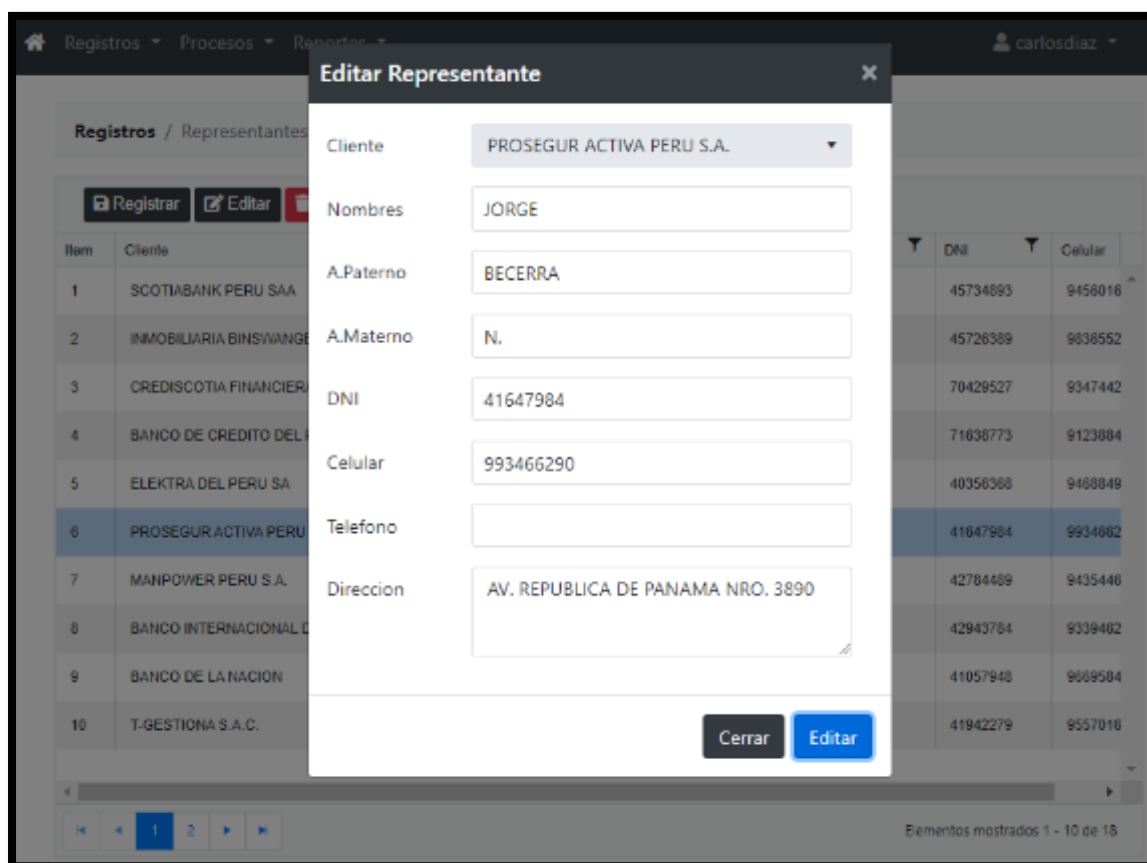 Registros Procesos Reportes carlosdiaz
Editar Representante ×
Registros / Representantes
Cliente PROSEGUR ACTIVA PERU S.A.
Registrar Editar
Nombres JORGE
Item Cliente DNI Celular
A.Paterno BECERRA
1 SCOTIABANK PERU SAA 45734893 9456016
A.Materno N.
2 INMOBILIARIA BINSWANGE 45726389 9836552
3 CREDISCOTIA FINANCIER 70429527 9347442
DNI 41647984
4 BANCO DE CREDITO DEL 71638773 9123884
Celular 993466290
5 ELEKTRA DEL PERU SA 40356368 9468849
Telefono
6 PROSEGUR ACTIVA PERU 41647984 9934662
7 MANPOWER PERU S.A. 42784489 9435446
Direccion AV. REPUBLICA DE PANAMA NRO. 3890
8 BANCO INTERNACIONAL D 42943784 9339462
9 BANCO DE LA NACION 41057948 9669584
10 T-GESTIONA S.A.C. 41942279 9557016
Cerrar Editar
1 2 Elementos mostrados 1 - 10 de 18